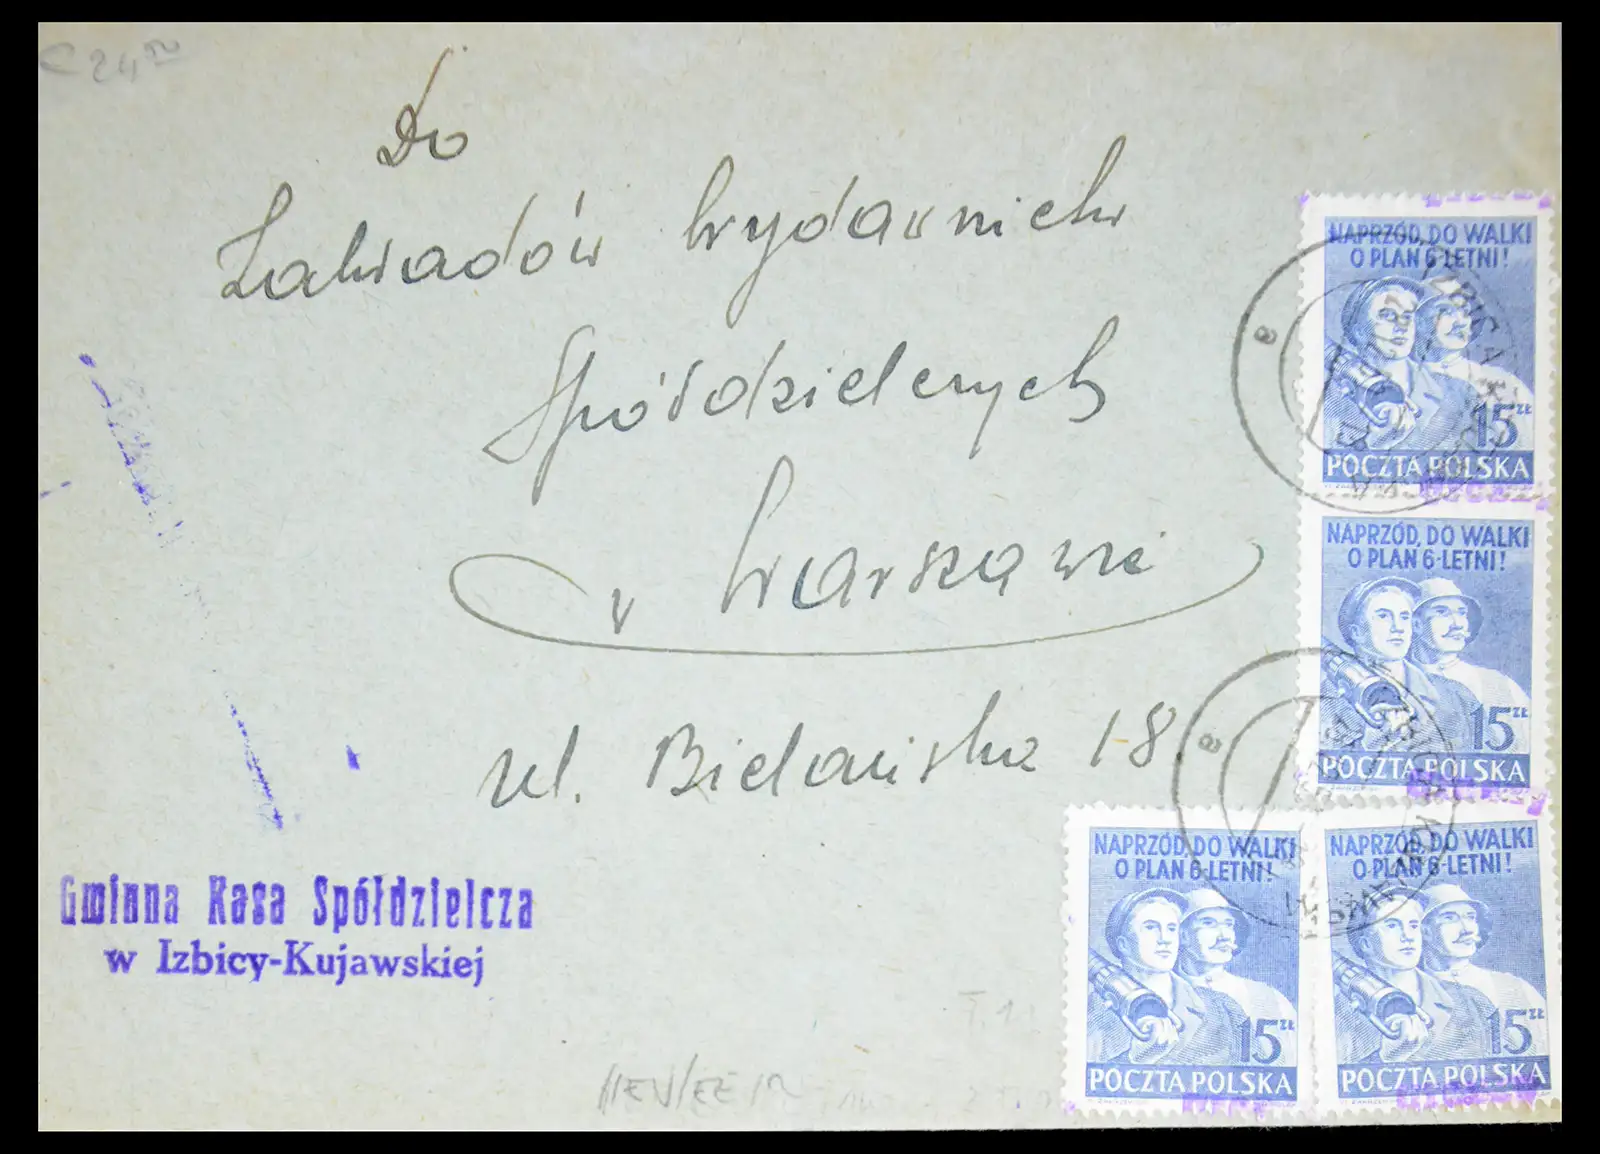 Do
Zakładów Wydawnich
Spółdzielczych
w Warszawie
ul. Bielańska 18.
Gminna Kasa Spółdzielcza
w Izbicy-Kujawskiej
NAPRZÓD, DO WALKI
O PLAN 6-LETNI!
15 ZŁ
POCZTA POLSKA
NAPRZÓD, DO WALKI
O PLAN 6-LETNI!
15 ZŁ
POCZTA POLSKA
NAPRZÓD, DO WALKI
O PLAN 6-LETNI!
15 ZŁ
POCZTA POLSKA
NAPRZÓD, DO WALKI
O PLAN 6-LETNI!
15 ZŁ
POCZTA POLSKA